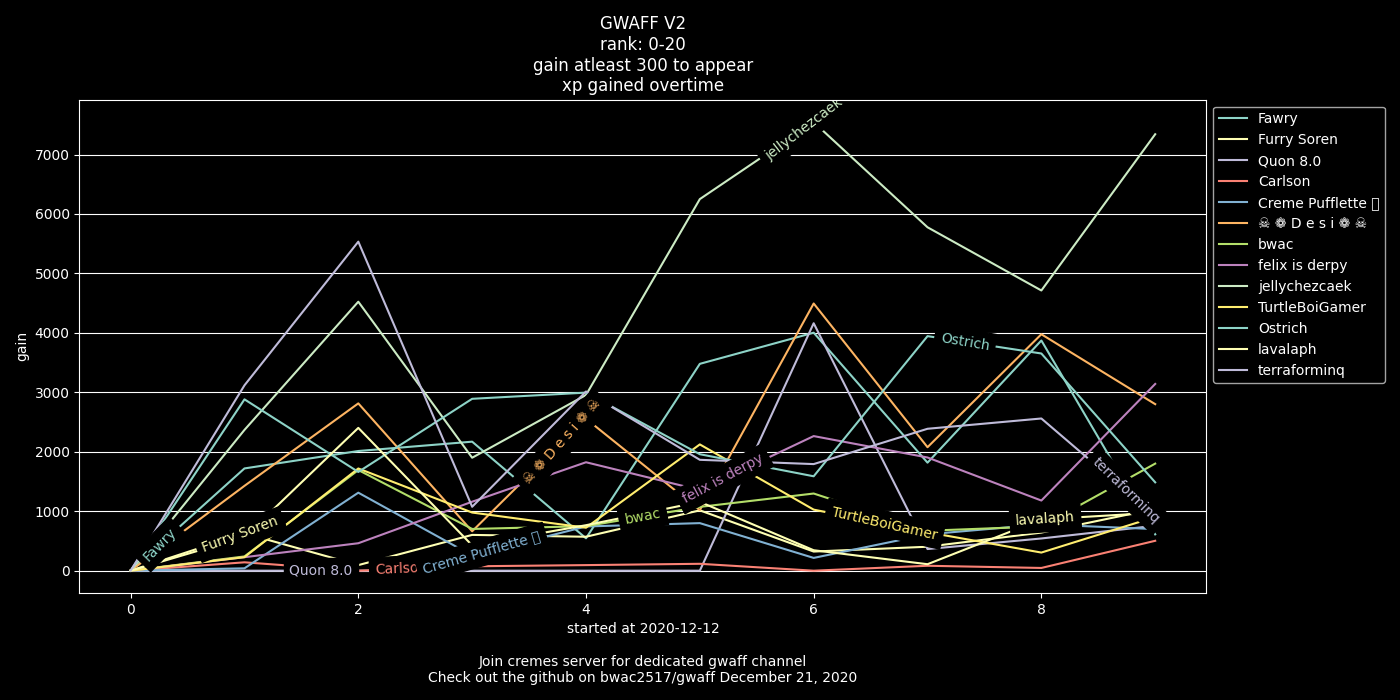 GWAFF V2
rank: 0-20
gain atleast 300 to appear
xp gained overtime
gain
7000
6000
5000
4000
3000
2000
1000
0
0
2
4
6
8
Fawry
Furry Soren
Quon 8.0
Carlso
Creme Pufflette
☠ ❁ D e s i ❁ ☠
bwac
felix is derpy
jellychezcaek
TurtleBoiGamer
Ostrich
lavalaph
terraforminq
Fawry
Furry Soren
Quon 8.0
Carlson
Creme Pufflette
☠ ❁ D e s i ❁ ☠
bwac
felix is derpy
jellychezcaek
TurtleBoiGamer
Ostrich
lavalaph
terraforminq
started at 2020-12-12
Join cremes server for dedicated gwaff channel
Check out the github on bwac2517/gwaff December 21, 2020